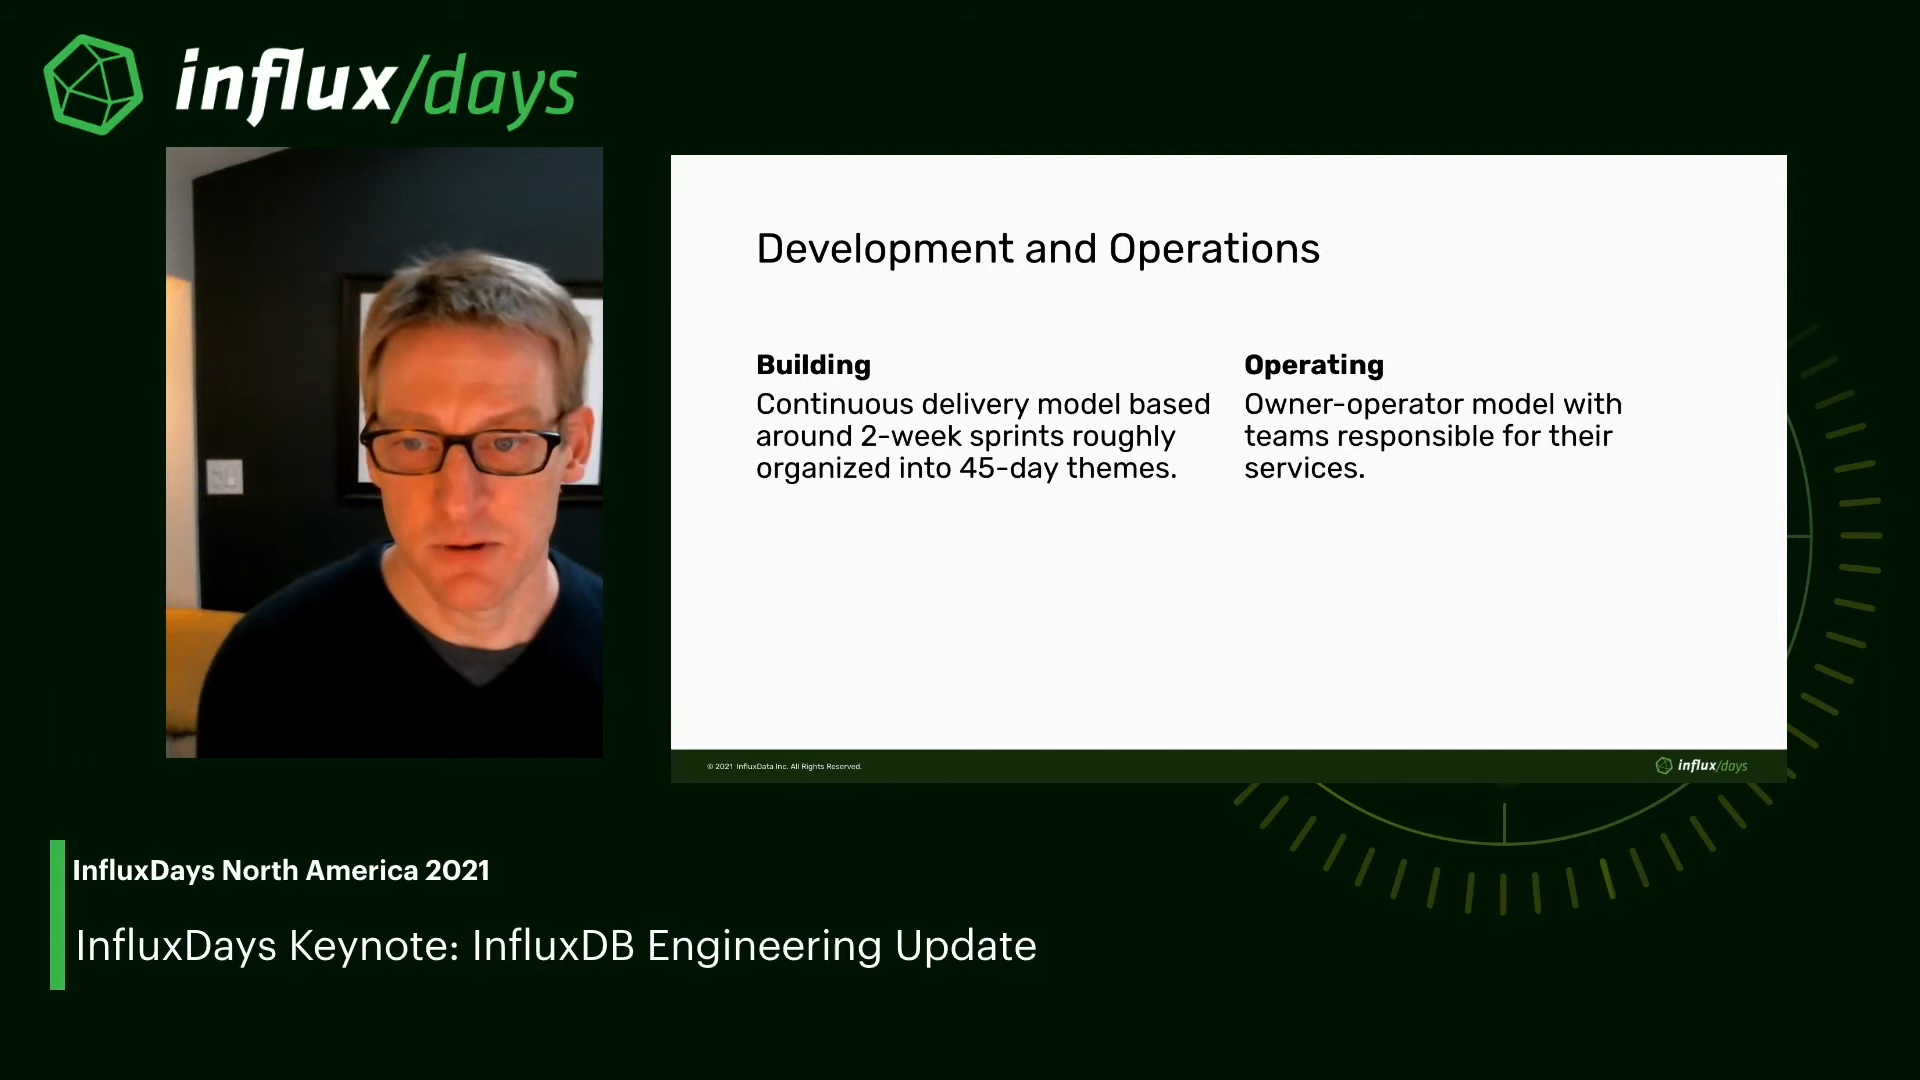 influx/days
Development and Operations
Building
Continuous delivery model based
around 2-week sprints roughly
organized into 45-day themes.
Operating
Owner-operator model with
teams responsible for their
services.
© 2021 InfluxData Inc. All Rights Reserved.
influx/days
InfluxDays North America 2021
InfluxDays Keynote: InfluxDB Engineering Update